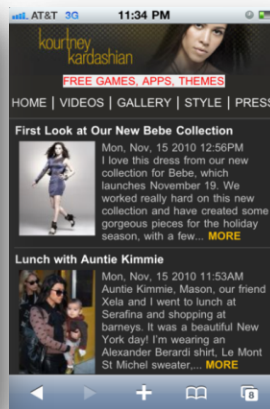 AT&T 3G 11:34 PM
kourtney
kardashian
FREE GAMES, APPS, THEMES
HOME | VIDEOS | GALLERY | STYLE | PRESS
First Look at Our New Bebe Collection
Mon, Nov, 15 2010 12:56PM
I love this dress from our new
collection for Bebe, which
launches November 19. We
worked really hard on this new
collection and have created some
gorgeous pieces for the holiday
season, with a few... MORE
Lunch with Auntie Kimmie
Mon, Nov, 15 2010 11:53AM
Auntie Kimmie, Mason, our friend
Xela and I went to lunch at
Serafina and shopping at
barneys. It was a beautiful New
York day! I'm wearing an
Alexander Berardi shirt, Le Mont
St Michel sweater,... MORE
8